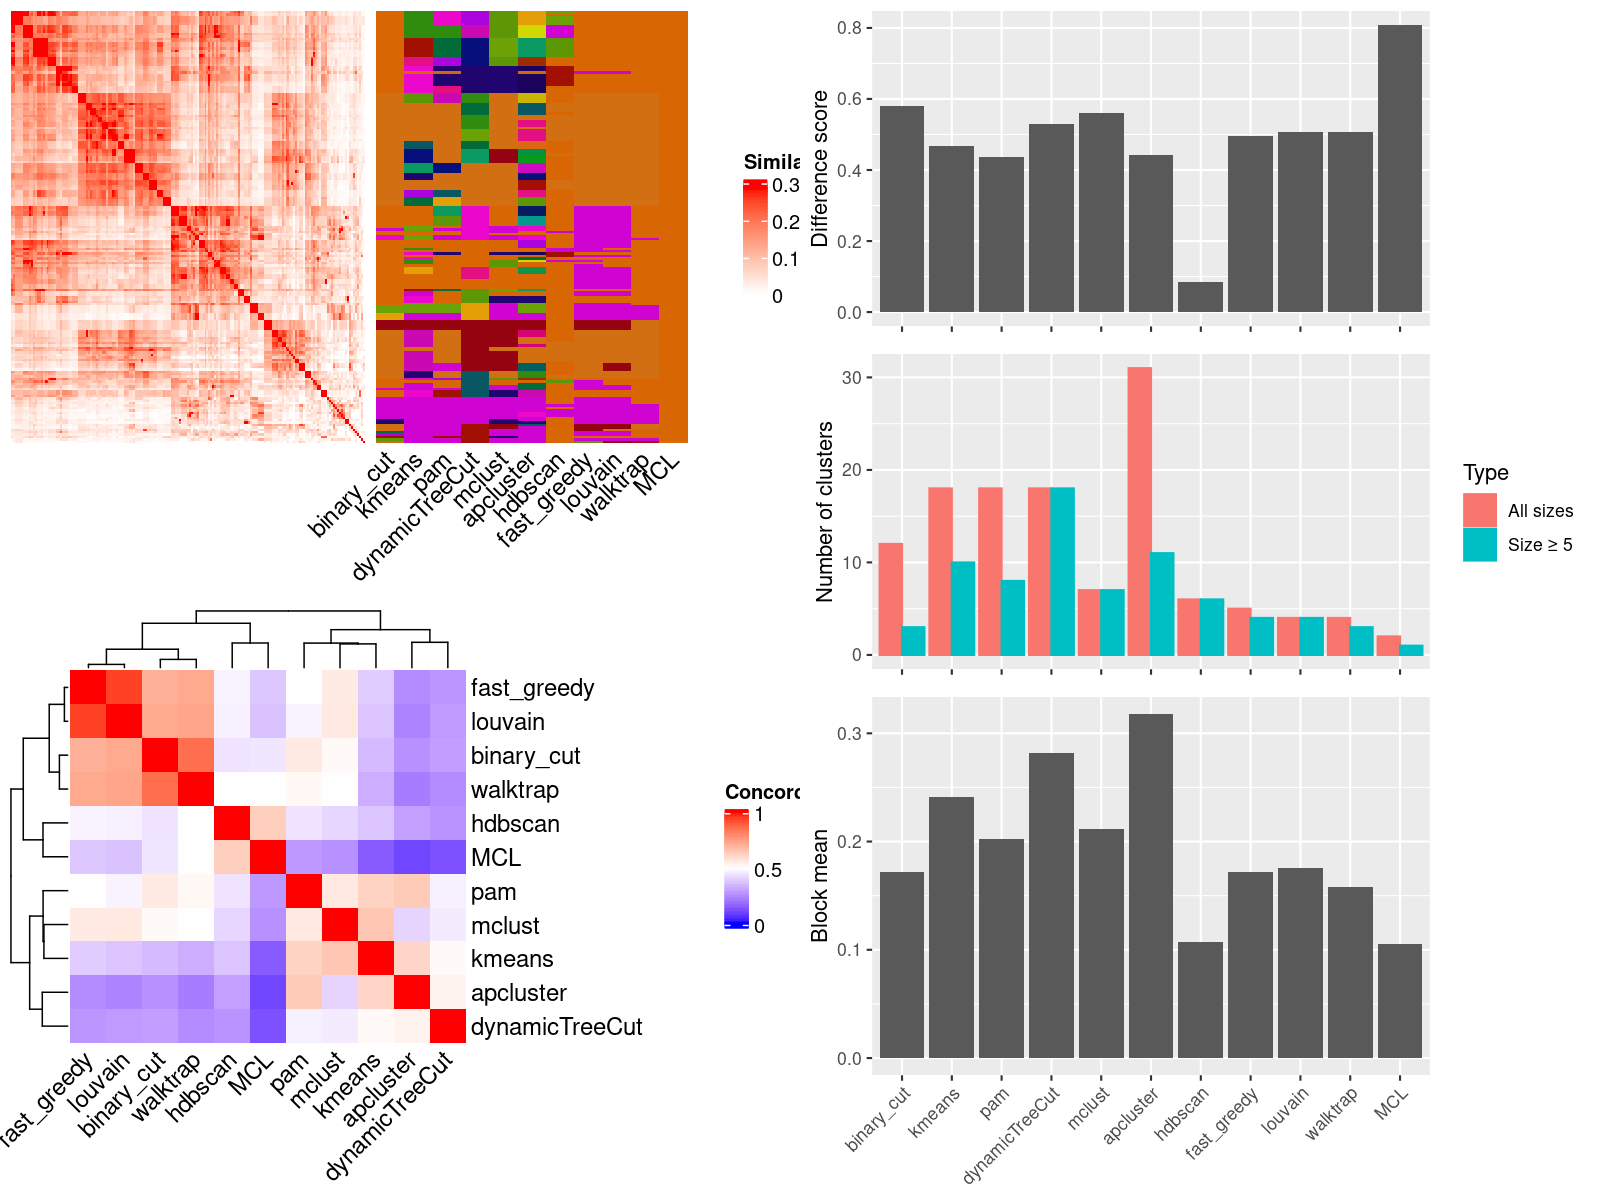 Simila
0.3
0.2
0.1
0
binary_cut
kmeans
pam
dynamicTreeCut
mclust
apcluster
hdbscan
fast_greedy
louvain
walktrap
MCL
Difference score
0.8
0.6
0.4
0.2
0.0
Number of clusters
30
20
10
0
Type
All sizes
Size ≥ 5
fast_greedy
louvain
binary_cut
walktrap
hdbscan
MCL
pam
mclust
kmeans
apcluster
dynamicTreeCut
fast_greedy
louvain
binary_cut
walktrap
hdbscan
MCL
pam
mclust
kmeans
apcluster
dynamicTreeCut
Concord
1
0.5
0
Block mean
0.3
0.2
0.1
0.0
binary_cut
kmeans
pam
dynamicTreeCut
mclust
apcluster
hdbscan
fast_greedy
louvain
walktrap
MCL